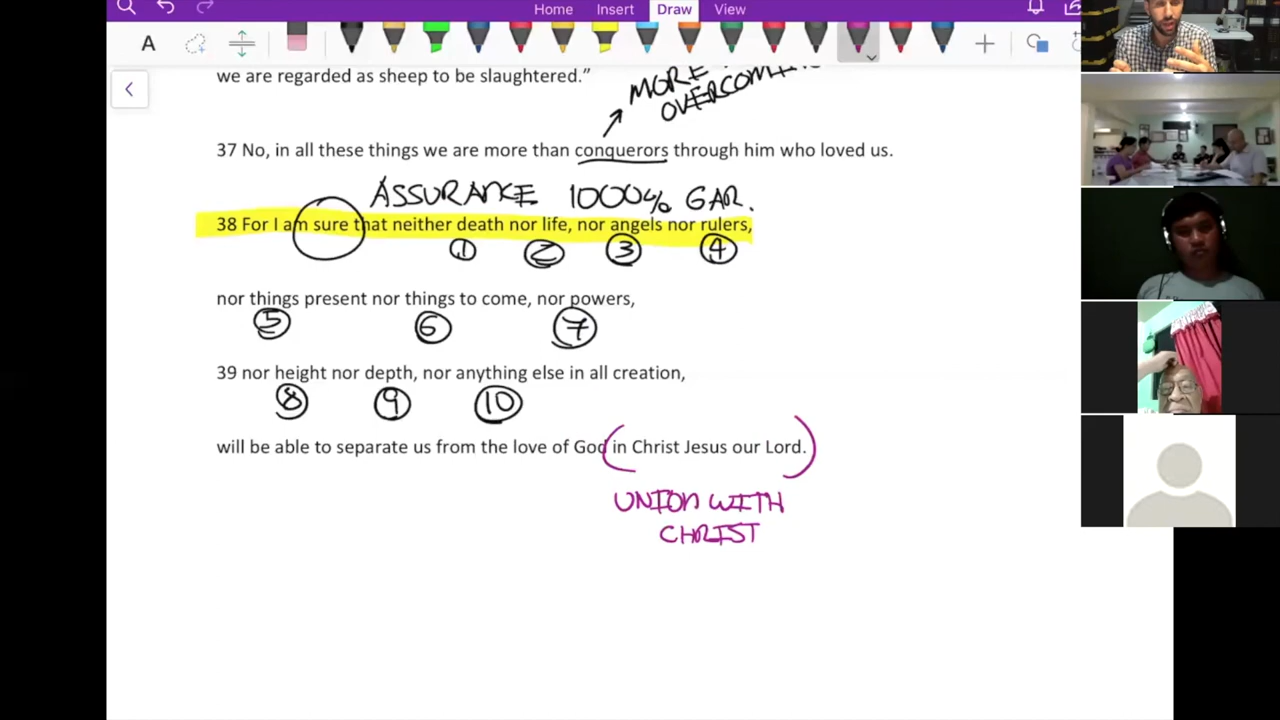 Home Insert Draw View
A
we are regarded as sheep to be slaughtered.”
MORE
37 No, in all these things we are more than conquerors through him who loved us.
ASSURANCE 1000% GAR.
38 For I am sure that neither death nor life, nor angels nor rulers,
1 2 3 4
nor things present nor things to come, nor powers,
5 6 7
39 nor height nor depth, nor anything else in all creation,
8 9 10
will be able to separate us from the love of God (in Christ Jesus our Lord.)
UNION WITH
CHRIST